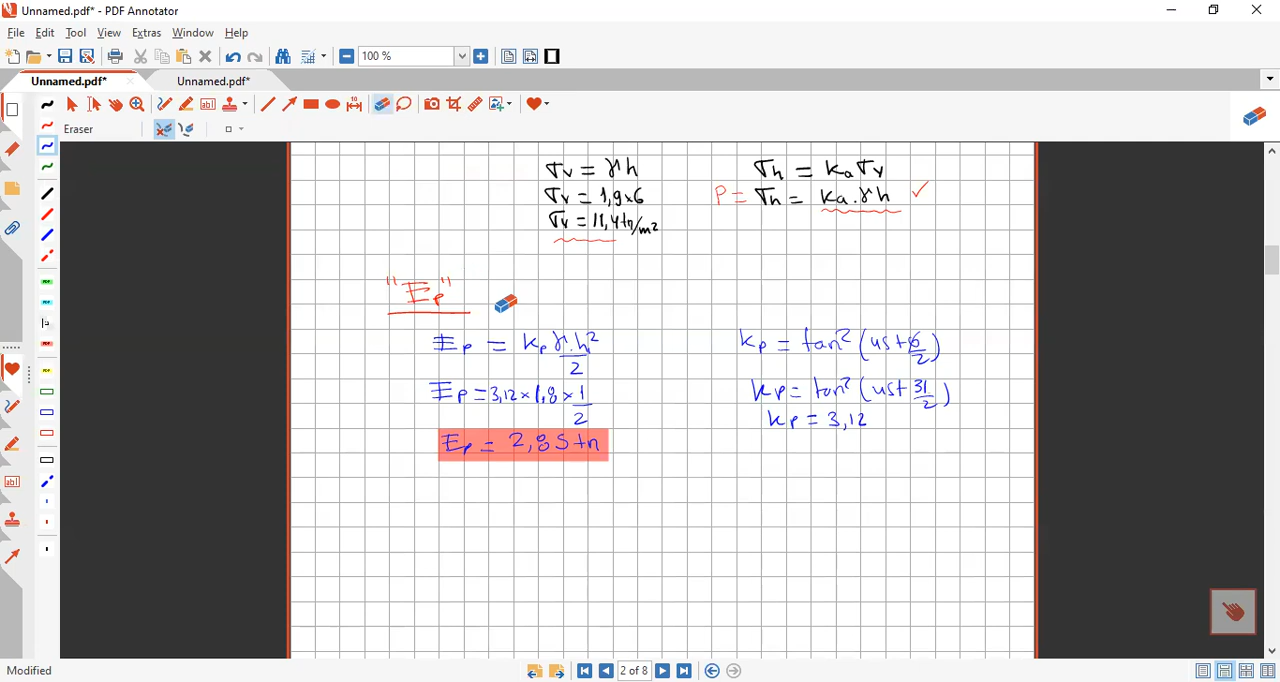 Unnamed.pdf* - PDF Annotator
File Edit Tool View Extras Window Help
100 %
Unnamed.pdf* Unnamed.pdf*
Eraser
σv = γh
σh = ka σv
σv = 1,9×6
P = σh = ka.γh ✓
σv = 11,4 tn/m²
"Ep"
Ep = kp γ.h²/2
kp = tan²(45+ϕ/2)
Ep = 3,12×1,8×1/2
kp = tan²(45+31/2)
kp = 3,12
Ep = 2,85 tn
Modified
2 of 8